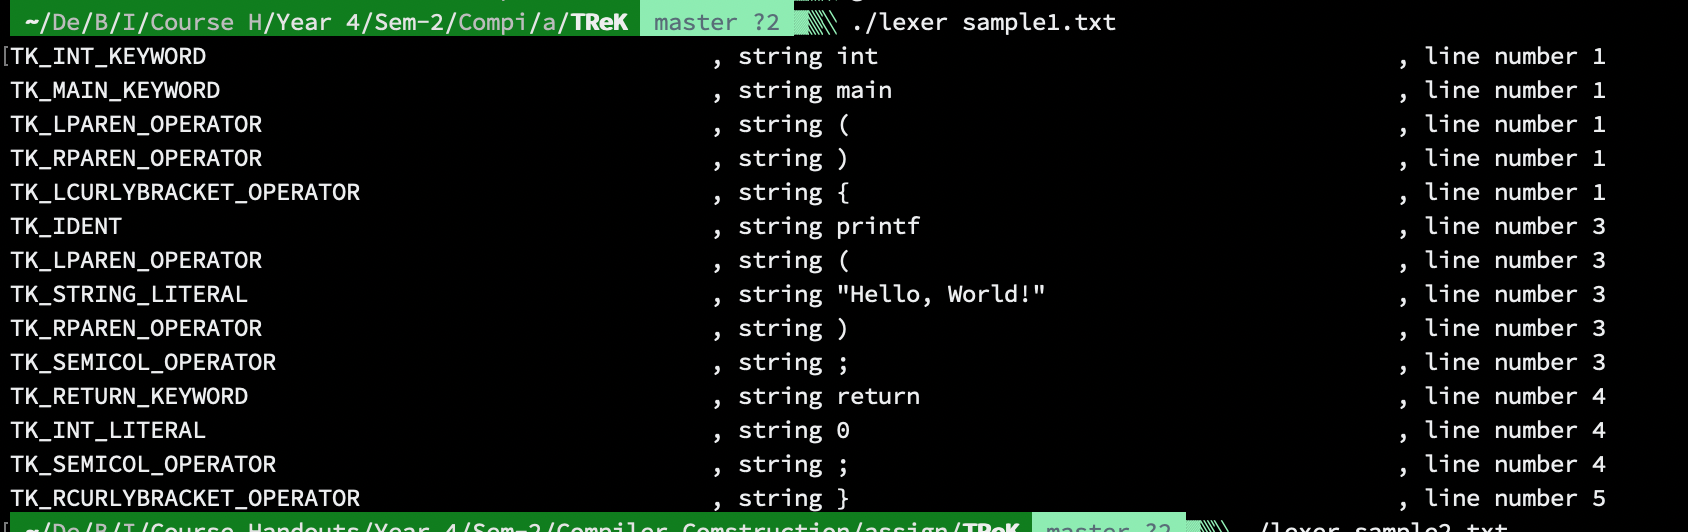 ~/De/B/I/Course H/Year 4/Sem-2/Compi/a/TReK master ?2 ./lexer sample1.txt
TK_INT_KEYWORD , string int , line number 1
TK_MAIN_KEYWORD , string main , line number 1
TK_LPAREN_OPERATOR , string ( , line number 1
TK_RPAREN_OPERATOR , string ) , line number 1
TK_LCURLYBRACKET_OPERATOR , string { , line number 1
TK_IDENT , string printf , line number 3
TK_LPAREN_OPERATOR , string ( , line number 3
TK_STRING_LITERAL , string "Hello, World!" , line number 3
TK_RPAREN_OPERATOR , string ) , line number 3
TK_SEMICOL_OPERATOR , string ; , line number 3
TK_RETURN_KEYWORD , string return , line number 4
TK_INT_LITERAL , string 0 , line number 4
TK_SEMICOL_OPERATOR , string ; , line number 4
TK_RCURLYBRACKET_OPERATOR , string } , line number 5
~/De/B/I/Course Handouts/Year 4/Sem-2/Compiler Comstruction/assign/TReK master ?2 ./lexer sample2.txt